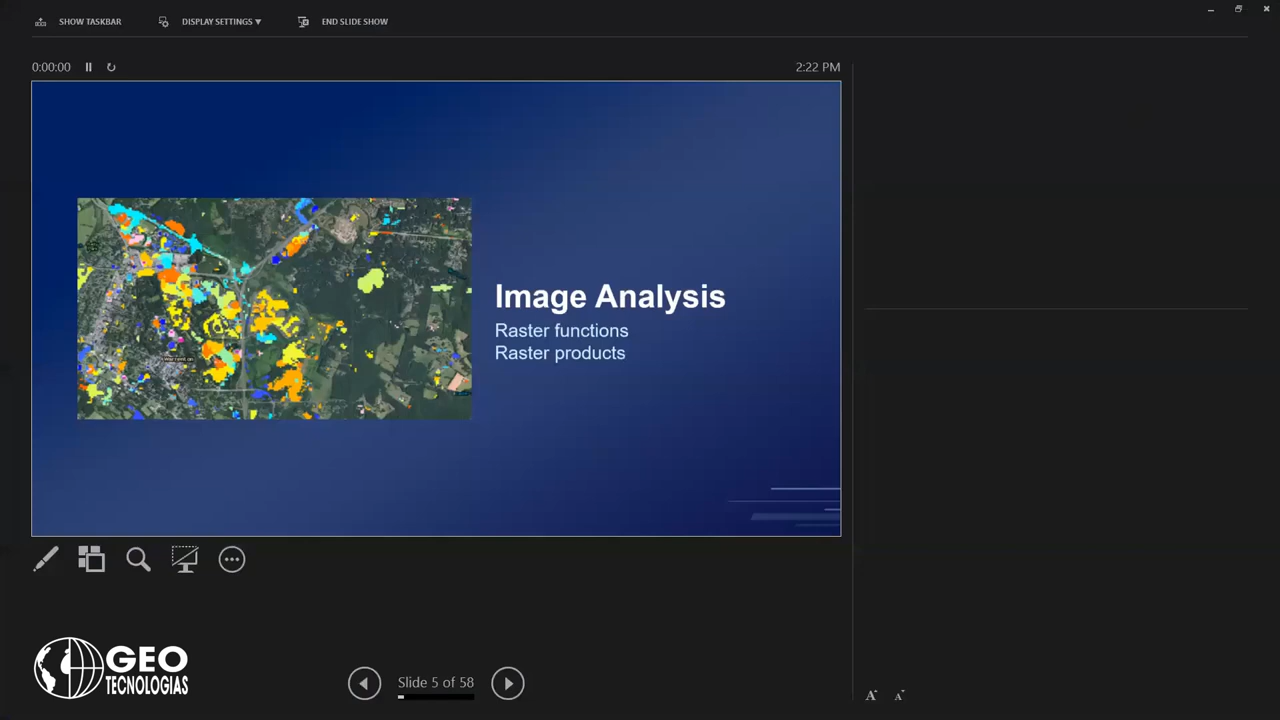 SHOW TASKBAR
DISPLAY SETTINGS ▼
END SLIDE SHOW
0:00:00
2:22 PM
Image Analysis
Raster functions
Raster products
Warrenton
GEO
TECNOLOGIAS
Slide 5 of 58
A
A